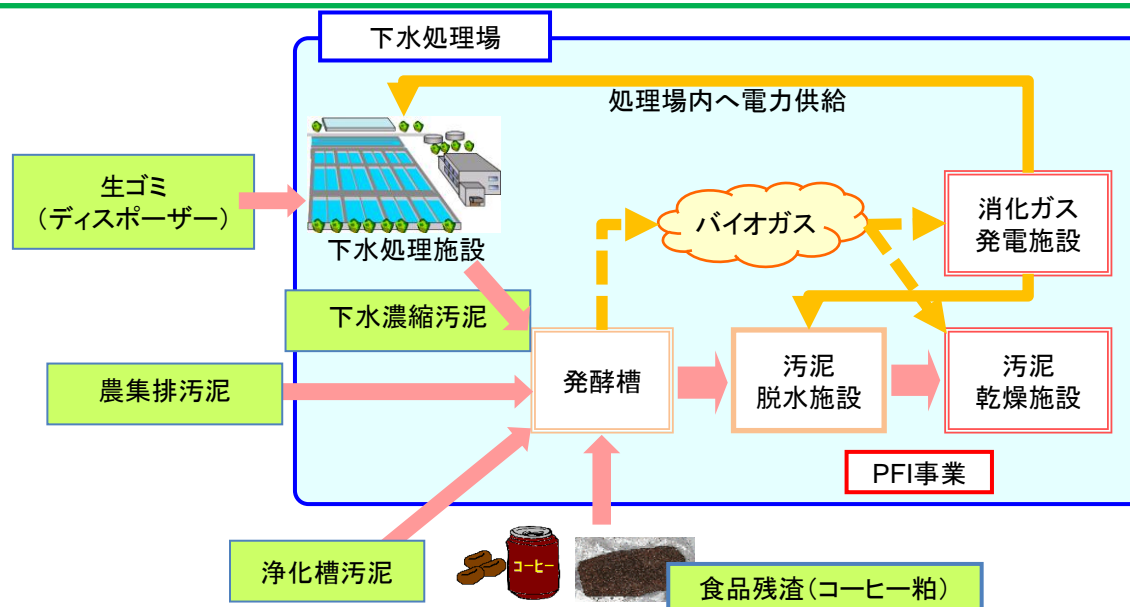 下水処理場
処理場内へ電力供給
生ゴミ
（ディスポーザー）
バイオガス
消化ガス
発電施設
下水処理施設
下水濃縮汚泥
農集排汚泥
発酵槽
汚泥
脱水施設
汚泥
乾燥施設
PFI事業
浄化槽汚泥
コーヒー
食品残渣（コーヒー粕）